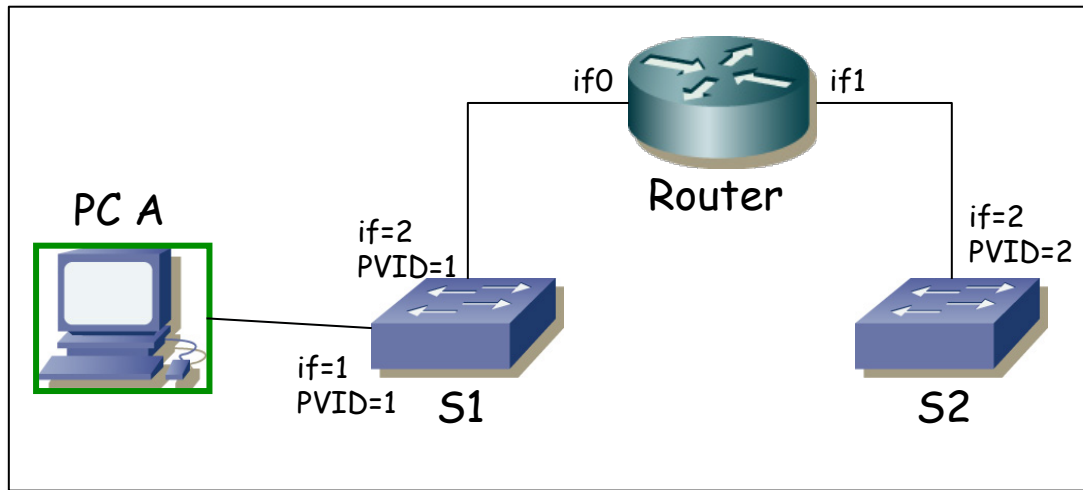 if0
if1
Router
PC A
if=2
PVID=1
if=2
PVID=2
if=1
PVID=1
S1
S2